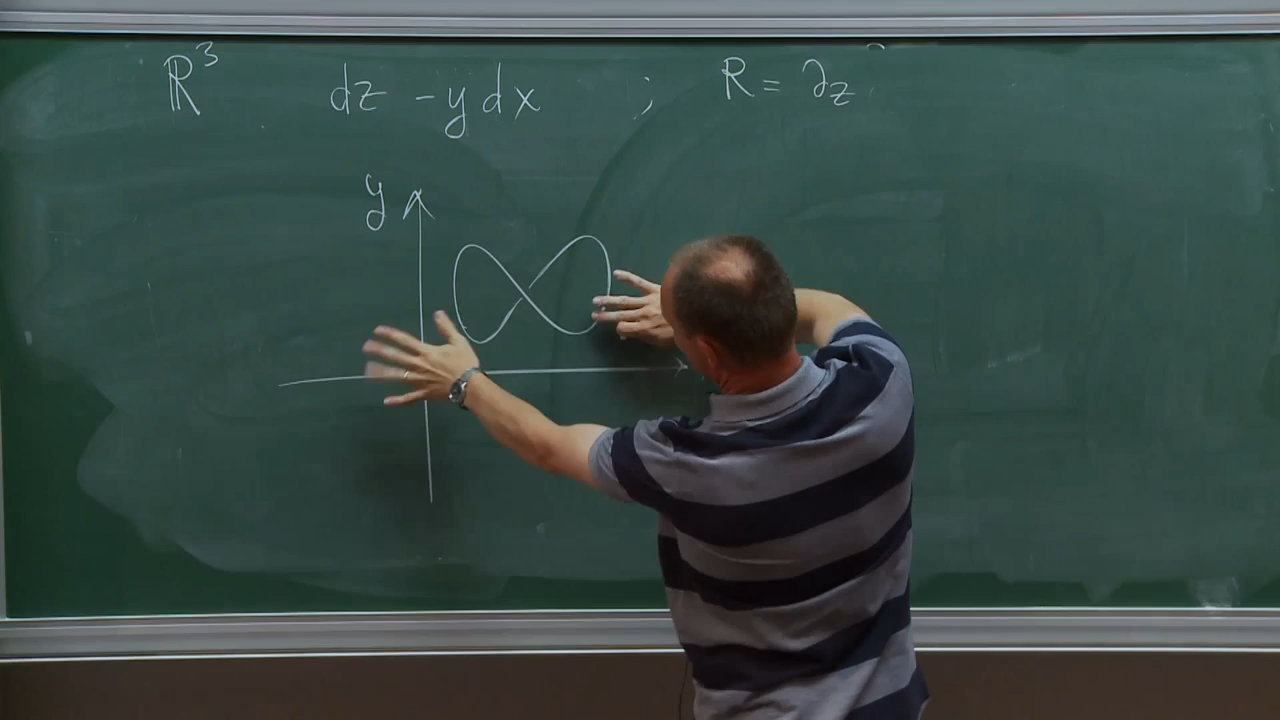 ℝ³ dz - y dx ; R = ∂z
y